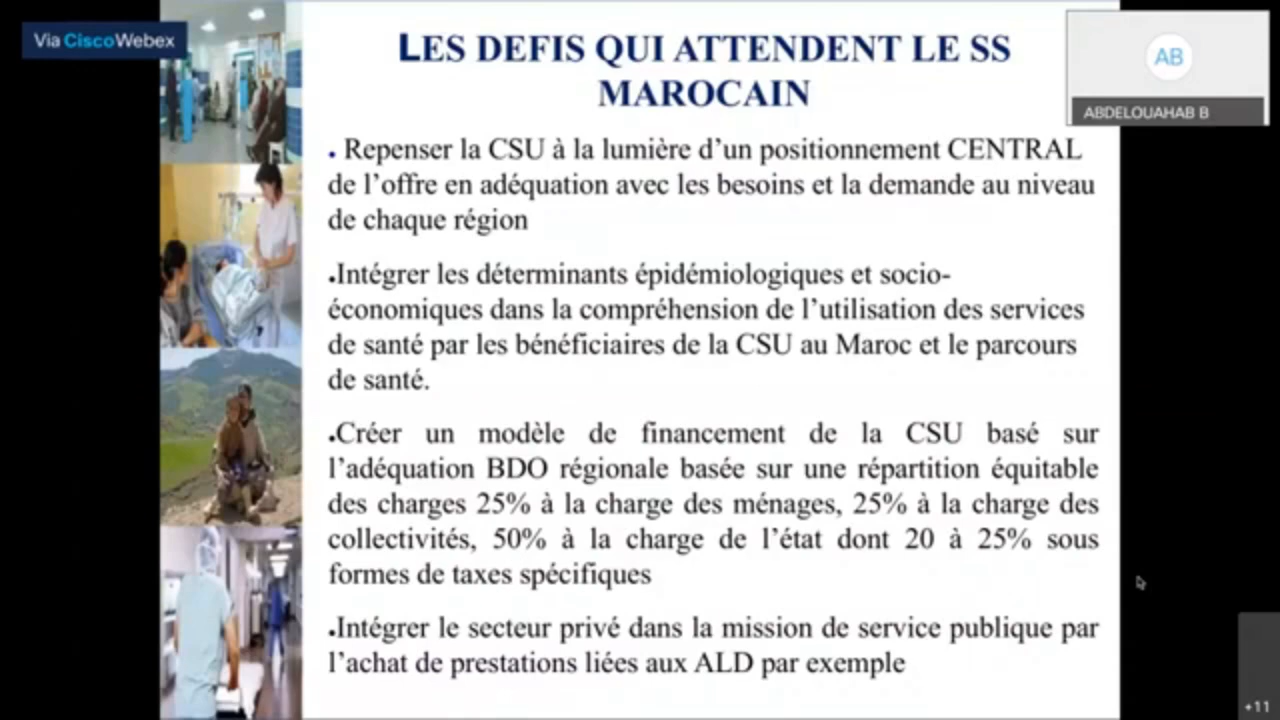 Via CiscoWebex
LES DEFIS QUI ATTENDENT LE SS
MAROCAIN
AB
ABDELOUAHAB B
• Repenser la CSU à la lumière d’un positionnement CENTRAL
de l’offre en adéquation avec les besoins et la demande au niveau
de chaque région
•Intégrer les déterminants épidémiologiques et socio-
économiques dans la compréhension de l’utilisation des services
de santé par les bénéficiaires de la CSU au Maroc et le parcours
de santé.
•Créer un modèle de financement de la CSU basé sur
l’adéquation BDO régionale basée sur une répartition équitable
des charges 25% à la charge des ménages, 25% à la charge des
collectivités, 50% à la charge de l’état dont 20 à 25% sous
formes de taxes spécifiques
•Intégrer le secteur privé dans la mission de service publique par
l’achat de prestations liées aux ALD par exemple
+11